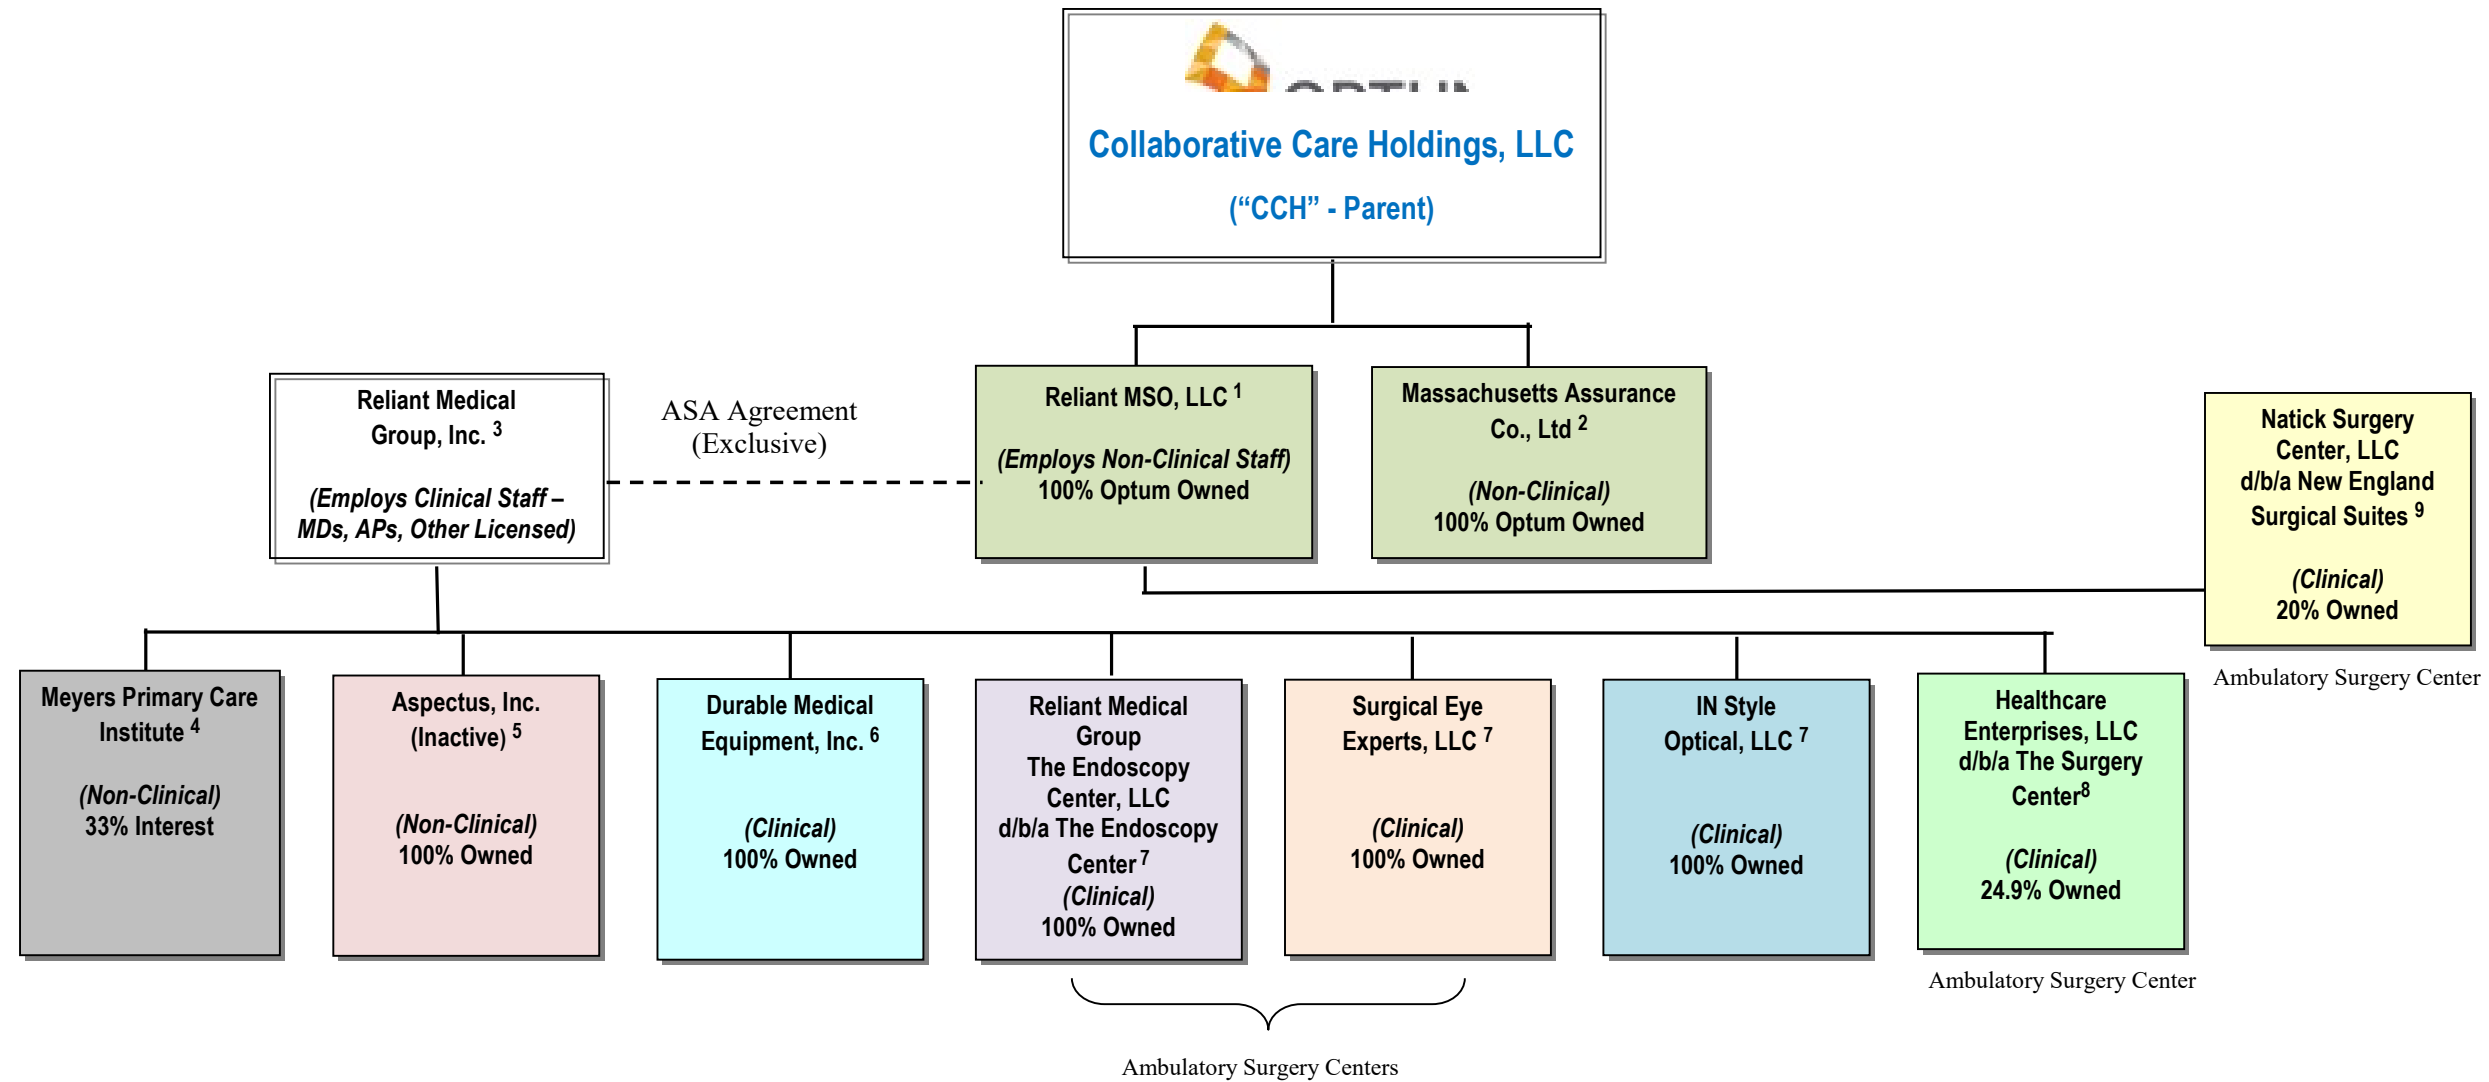 Collaborative Care Holdings, LLC
(“CCH” - Parent)
Reliant Medical
Group, Inc. 3
(Employs Clinical Staff –
MDs, APs, Other Licensed)
ASA Agreement
(Exclusive)
Reliant MSO, LLC 1
(Employs Non-Clinical Staff)
100% Optum Owned
Massachusetts Assurance
Co., Ltd 2
(Non-Clinical)
100% Optum Owned
Natick Surgery
Center, LLC
d/b/a New England
Surgical Suites 9
(Clinical)
20% Owned
Ambulatory Surgery Center
Meyers Primary Care
Institute 4
(Non-Clinical)
33% Interest
Aspectus, Inc.
(Inactive) 5
(Non-Clinical)
100% Owned
Durable Medical
Equipment, Inc. 6
(Clinical)
100% Owned
Reliant Medical
Group
The Endoscopy
Center, LLC
d/b/a The Endoscopy
Center 7
(Clinical)
100% Owned
Surgical Eye
Experts, LLC 7
(Clinical)
100% Owned
IN Style
Optical, LLC 7
(Clinical)
100% Owned
Healthcare
Enterprises, LLC
d/b/a The Surgery
Center8
(Clinical)
24.9% Owned
Ambulatory Surgery Center
Ambulatory Surgery Centers